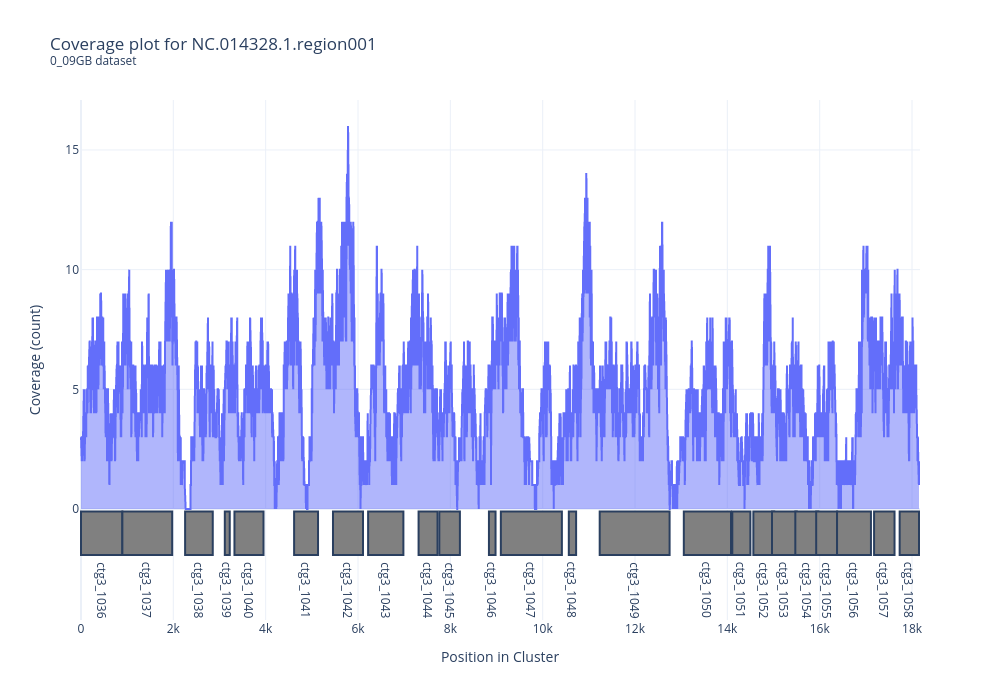 Coverage plot for NC.014328.1.region001
0_09GB dataset
15
10
5
0
Coverage (count)
ctg3_1036
ctg3_1037
ctg3_1038
ctg3_1039
ctg3_1040
ctg3_1041
ctg3_1042
ctg3_1043
ctg3_1044
ctg3_1045
ctg3_1046
ctg3_1047
ctg3_1048
ctg3_1049
ctg3_1050
ctg3_1051
ctg3_1052
ctg3_1053
ctg3_1054
ctg3_1055
ctg3_1056
ctg3_1057
ctg3_1058
0 2k 4k 6k 8k 10k 12k 14k 16k 18k
Position in Cluster